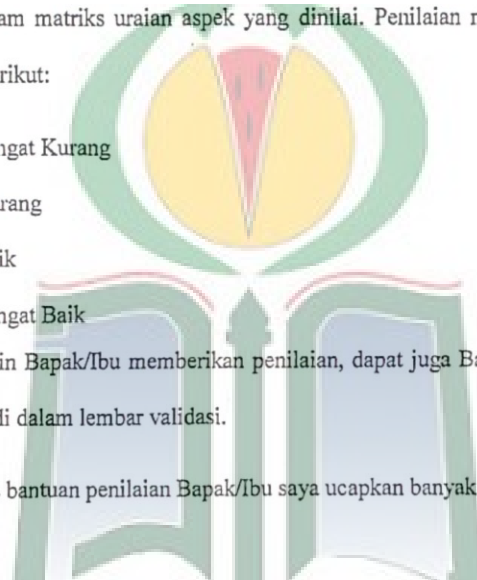 am matriks uraian aspek yang dinilai. Penilaian
rikut:
ngat Kurang
rang
ik
ngat Baik
in Bapak/Ibu memberikan penilaian, dapat juga Ba
di dalam lembar validasi.
bantuan penilaian Bapak/Ibu saya ucapkan banyak